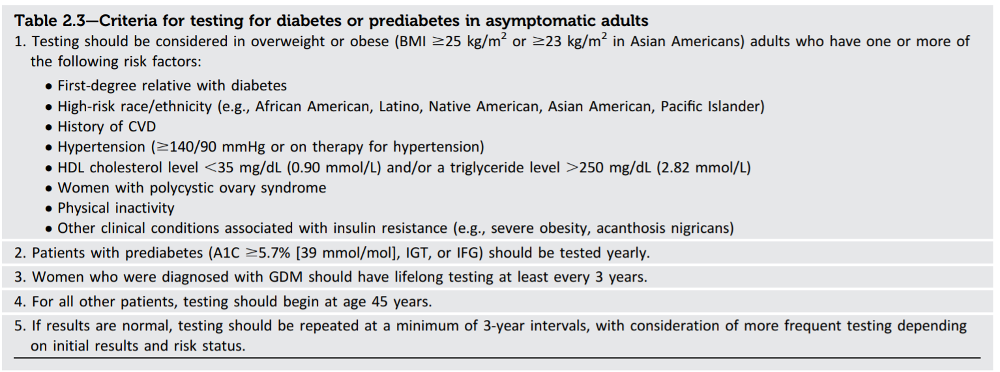 Table 2.3—Criteria for testing for diabetes or prediabetes in asymptomatic adults
1. Testing should be considered in overweight or obese (BMI ≥25 kg/m² or ≥23 kg/m² in Asian Americans) adults who have one or more of
the following risk factors:
● First-degree relative with diabetes
● High-risk race/ethnicity (e.g., African American, Latino, Native American, Asian American, Pacific Islander)
● History of CVD
● Hypertension (≥140/90 mmHg or on therapy for hypertension)
● HDL cholesterol level <35 mg/dL (0.90 mmol/L) and/or a triglyceride level >250 mg/dL (2.82 mmol/L)
● Women with polycystic ovary syndrome
● Physical inactivity
● Other clinical conditions associated with insulin resistance (e.g., severe obesity, acanthosis nigricans)
2. Patients with prediabetes (A1C ≥5.7% [39 mmol/mol], IGT, or IFG) should be tested yearly.
3. Women who were diagnosed with GDM should have lifelong testing at least every 3 years.
4. For all other patients, testing should begin at age 45 years.
5. If results are normal, testing should be repeated at a minimum of 3-year intervals, with consideration of more frequent testing depending
on initial results and risk status.